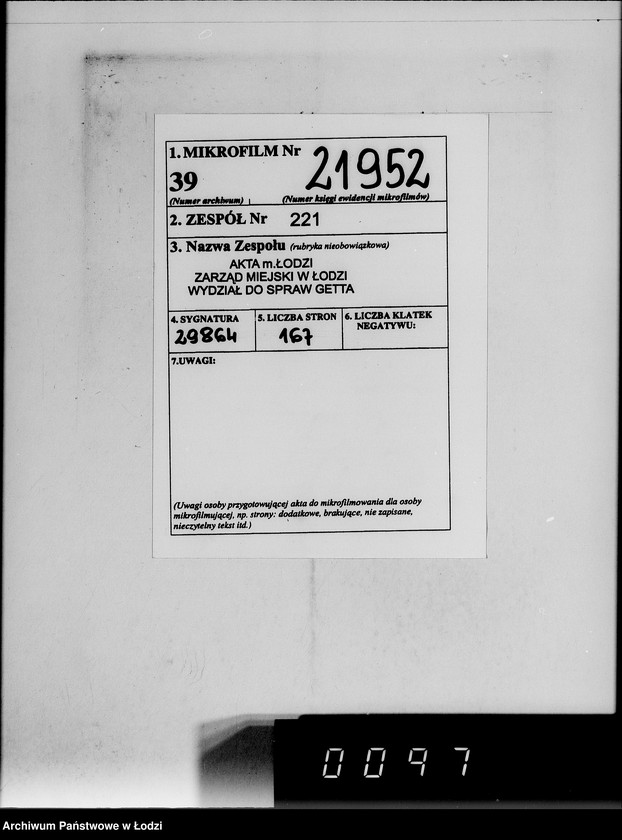 1. MIKROFILM Nr 21952
39
(Numer archiwum) (Numer księgi ewidencji mikrofilmów)
2. ZESPÓŁ Nr 221
3. Nazwa Zespołu (rubryka nieobowiązkowa)
AKTA m.ŁODZI
ZARZĄD MIEJSKI W ŁODZI
WYDZIAŁ DO SPRAW GETTA
4. SYGNATURA 5. LICZBA STRON 6. LICZBA KLATEK
NEGATYWU:
29864 167
7.UWAGI:
(Uwagi osoby przygotowującej akta do mikrofilmowania dla osoby
mikrofilmującej, np. strony: dodatkowe, brakujące, nie zapisane,
nieczytelny tekst itd.)
0097
Archiwum Państwowe w Łodzi